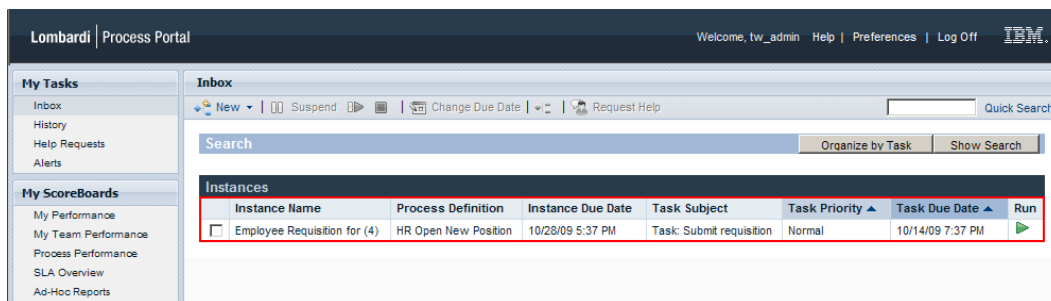 Lombardi | Process Portal
Welcome, tw_admin Help | Preferences | Log Off
IBM.
My Tasks
Inbox
History
Help Requests
Alerts
My ScoreBoards
My Performance
My Team Performance
Process Performance
SLA Overview
Ad-Hoc Reports
Inbox
New | Suspend | Change Due Date | Request Help
Quick Search
Search
Organize by Task
Show Search
Instances
Instance Name Process Definition Instance Due Date Task Subject Task Priority Task Due Date Run
Employee Requisition for (4) HR Open New Position 10/28/09 5:37 PM Task: Submit requisition Normal 10/14/09 7:37 PM